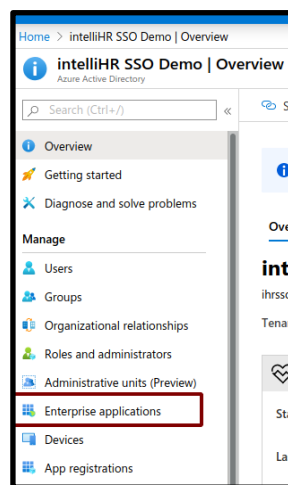 Home > intelliHR SSO Demo | Overview
intelliHR SSO Demo | Overview
Azure Active Directory
Search (Ctrl+/)
«
S
Overview
Getting started
Diagnose and solve problems
Ove
Manage
int
Users
ihrsso
Groups
Tena
Organizational relationships
Roles and administrators
Administrative units (Preview)
Enterprise applications
Sta
Devices
La
App registrations